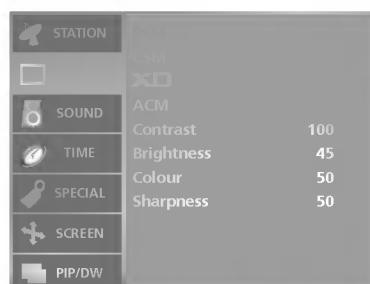 STATION
CSM
XD
SOUND
ACM
Contrast 100
TIME
Brightness 45
Colour 50
SPECIAL
Sharpness 50
SCREEN
PIP/DW